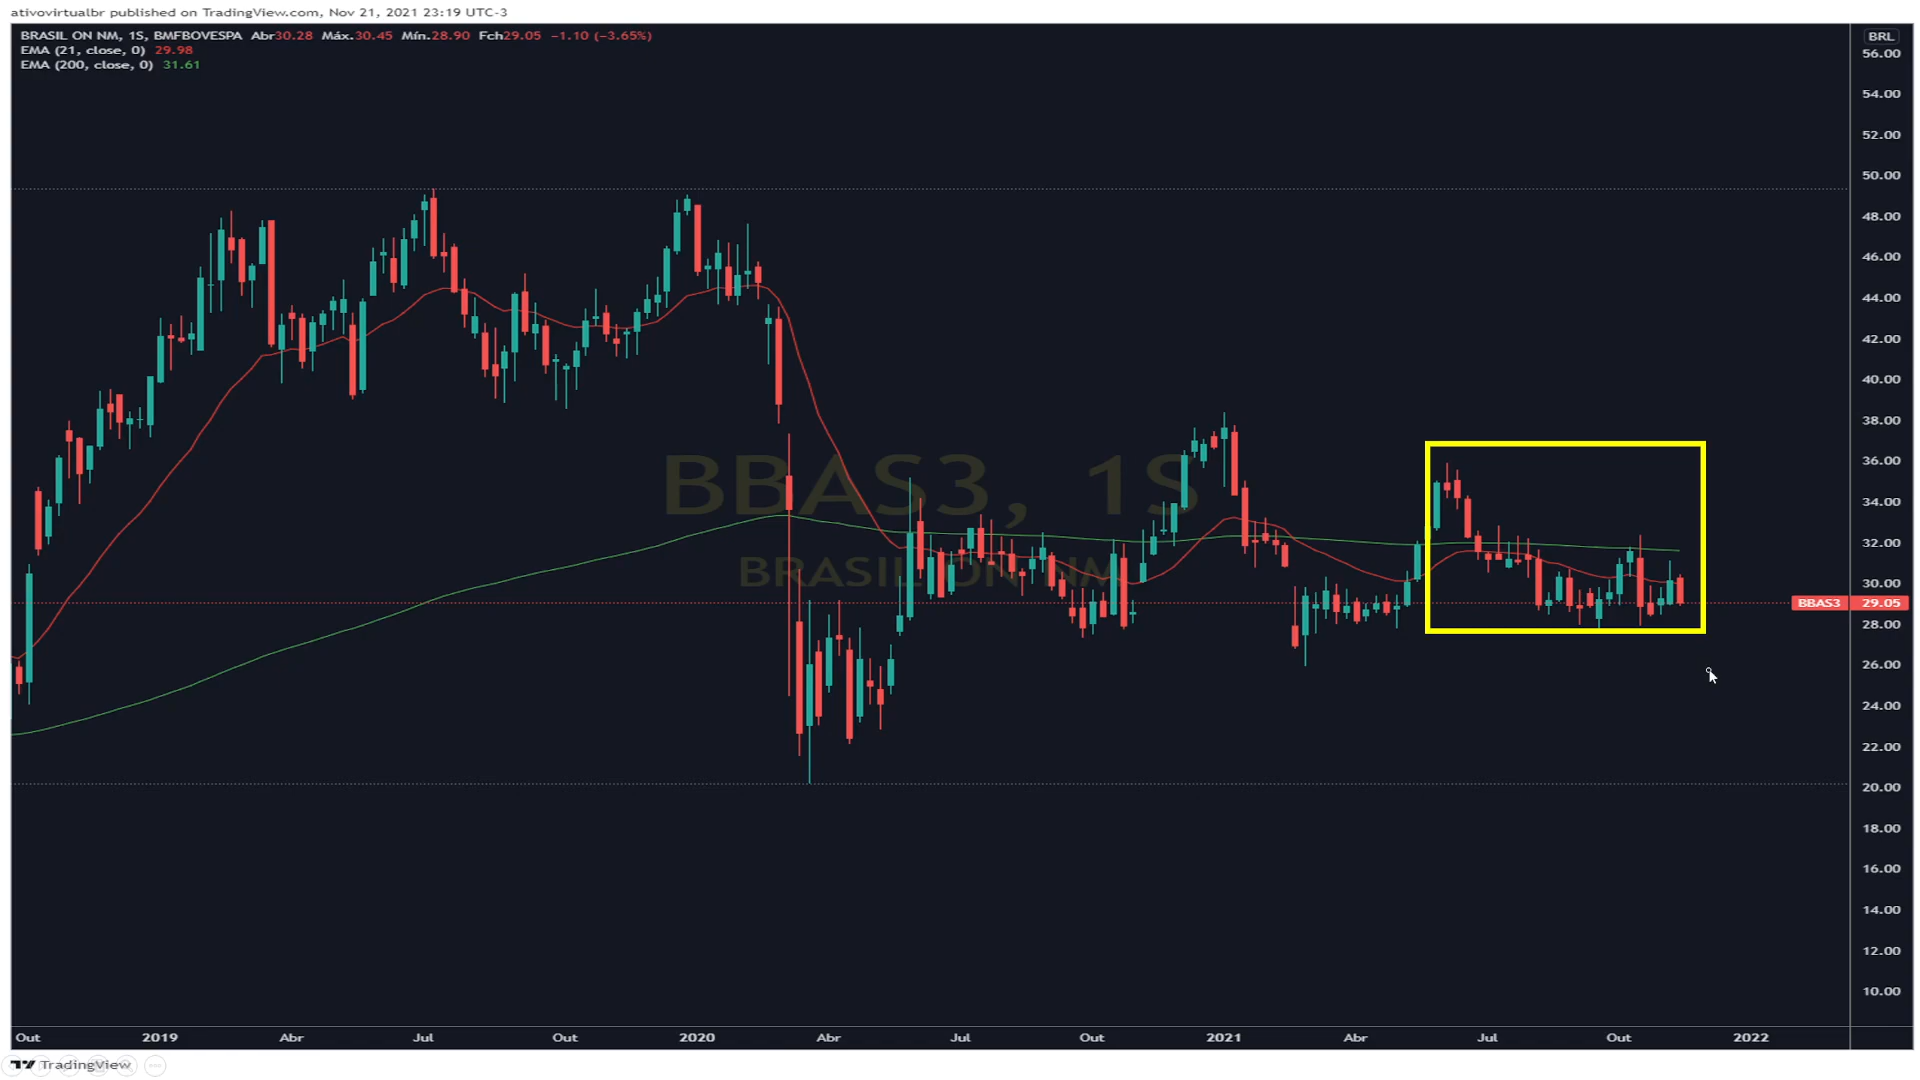 ativovirtualbr published on TradingView.com, Nov 21, 2021 23:19 UTC-3
BRASIL ON NM, 1S, BMFBOVESPA Abr30.28 Máx.30.45 Mín.28.90 Fch29.05 −1.10 (−3.65%)
EMA (21, close, 0) 29.98
EMA (200, close, 0) 31.61
BRL
56.00
54.00
52.00
50.00
48.00
46.00
44.00
42.00
40.00
38.00
36.00
34.00
32.00
30.00
BBAS3 29.05
28.00
26.00
24.00
22.00
20.00
18.00
16.00
14.00
12.00
10.00
BBAS3, 1S
BRASIL ON NM
Out 2019 Abr Jul Out 2020 Abr Jul Out 2021 Abr Jul Out 2022
TradingView